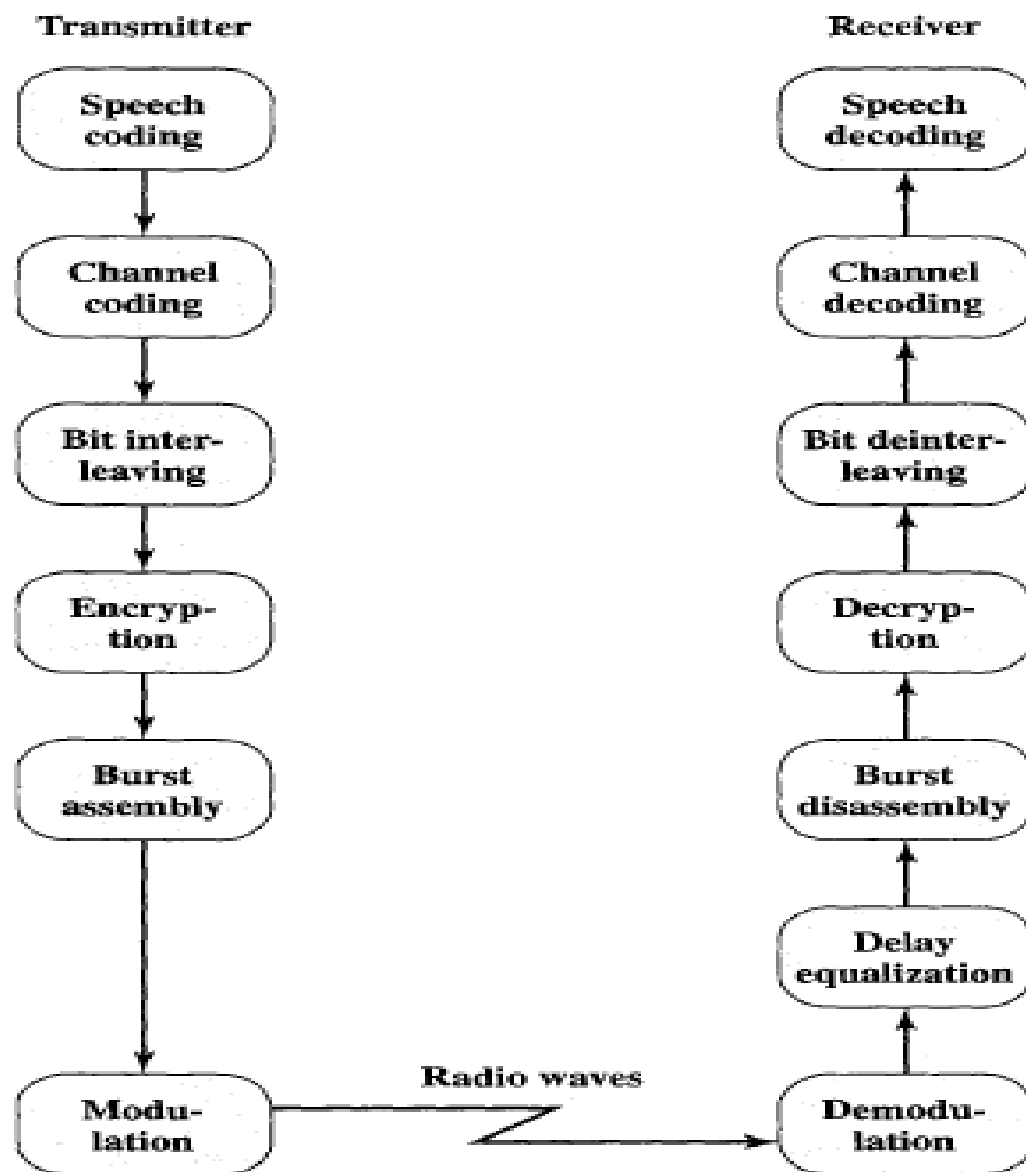 Transmitter
Speech
coding
Channel
coding
Bit inter-
leaving
Encryp-
tion
Burst
assembly
Modu-
lation
Radio waves
Receiver
Speech
decoding
Channel
decoding
Bit deinter-
leaving
Decryp-
tion
Burst
disassembly
Delay
equalization
Demodu-
lation